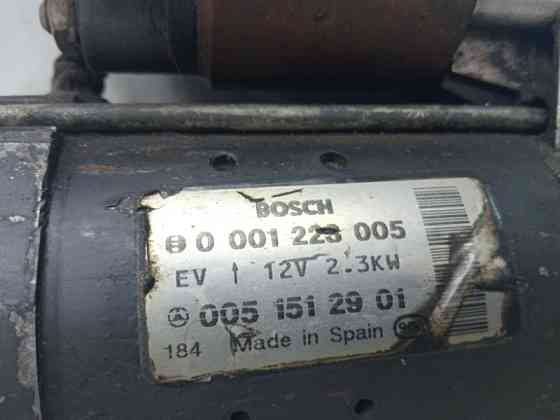 BOSCH
0 001 223 005
EV ↑ 12V 2.3KW
005 151 29 01
184 Made in Spain